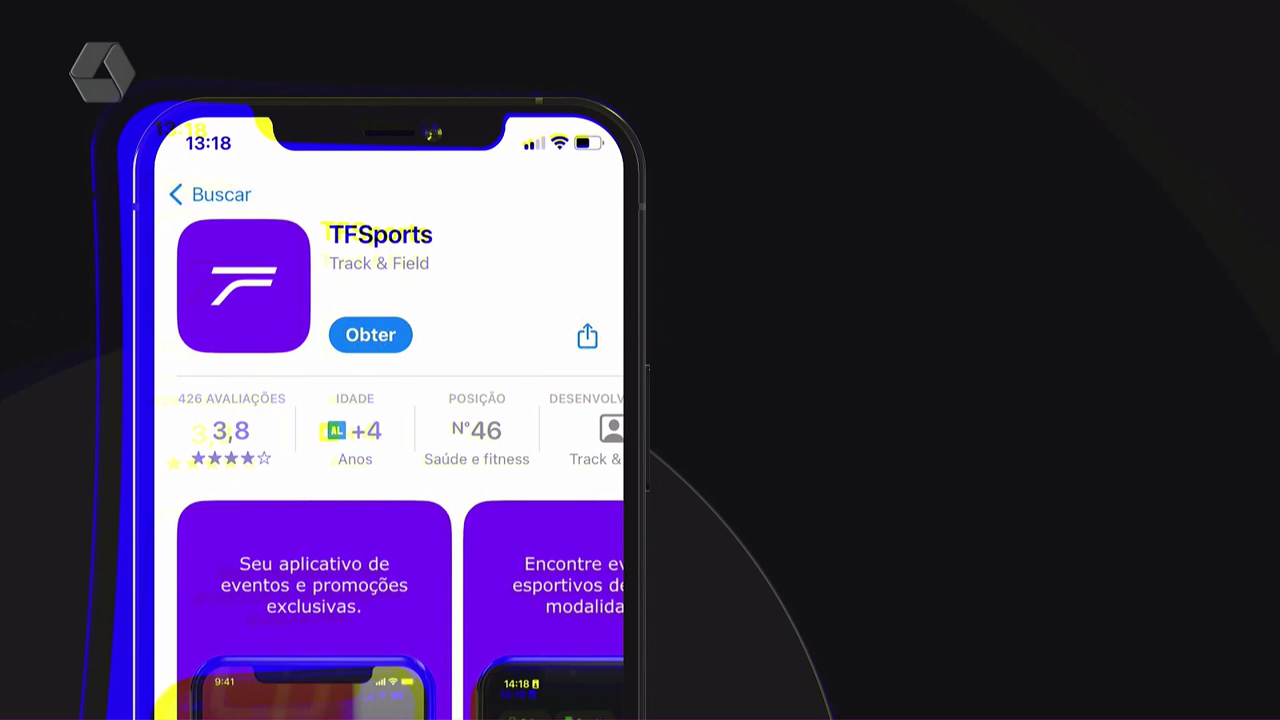 13:18
Buscar
TFSports
Track & Field
Obter
426 AVALIAÇÕES
IDADE
POSIÇÃO
DESENVOLV
3,8
AL +4
Nº46
Anos
Saúde e fitness
Track &
Seu aplicativo de
eventos e promoções
exclusivas.
Encontre ev
esportivos de
modalida
9:41
14:18